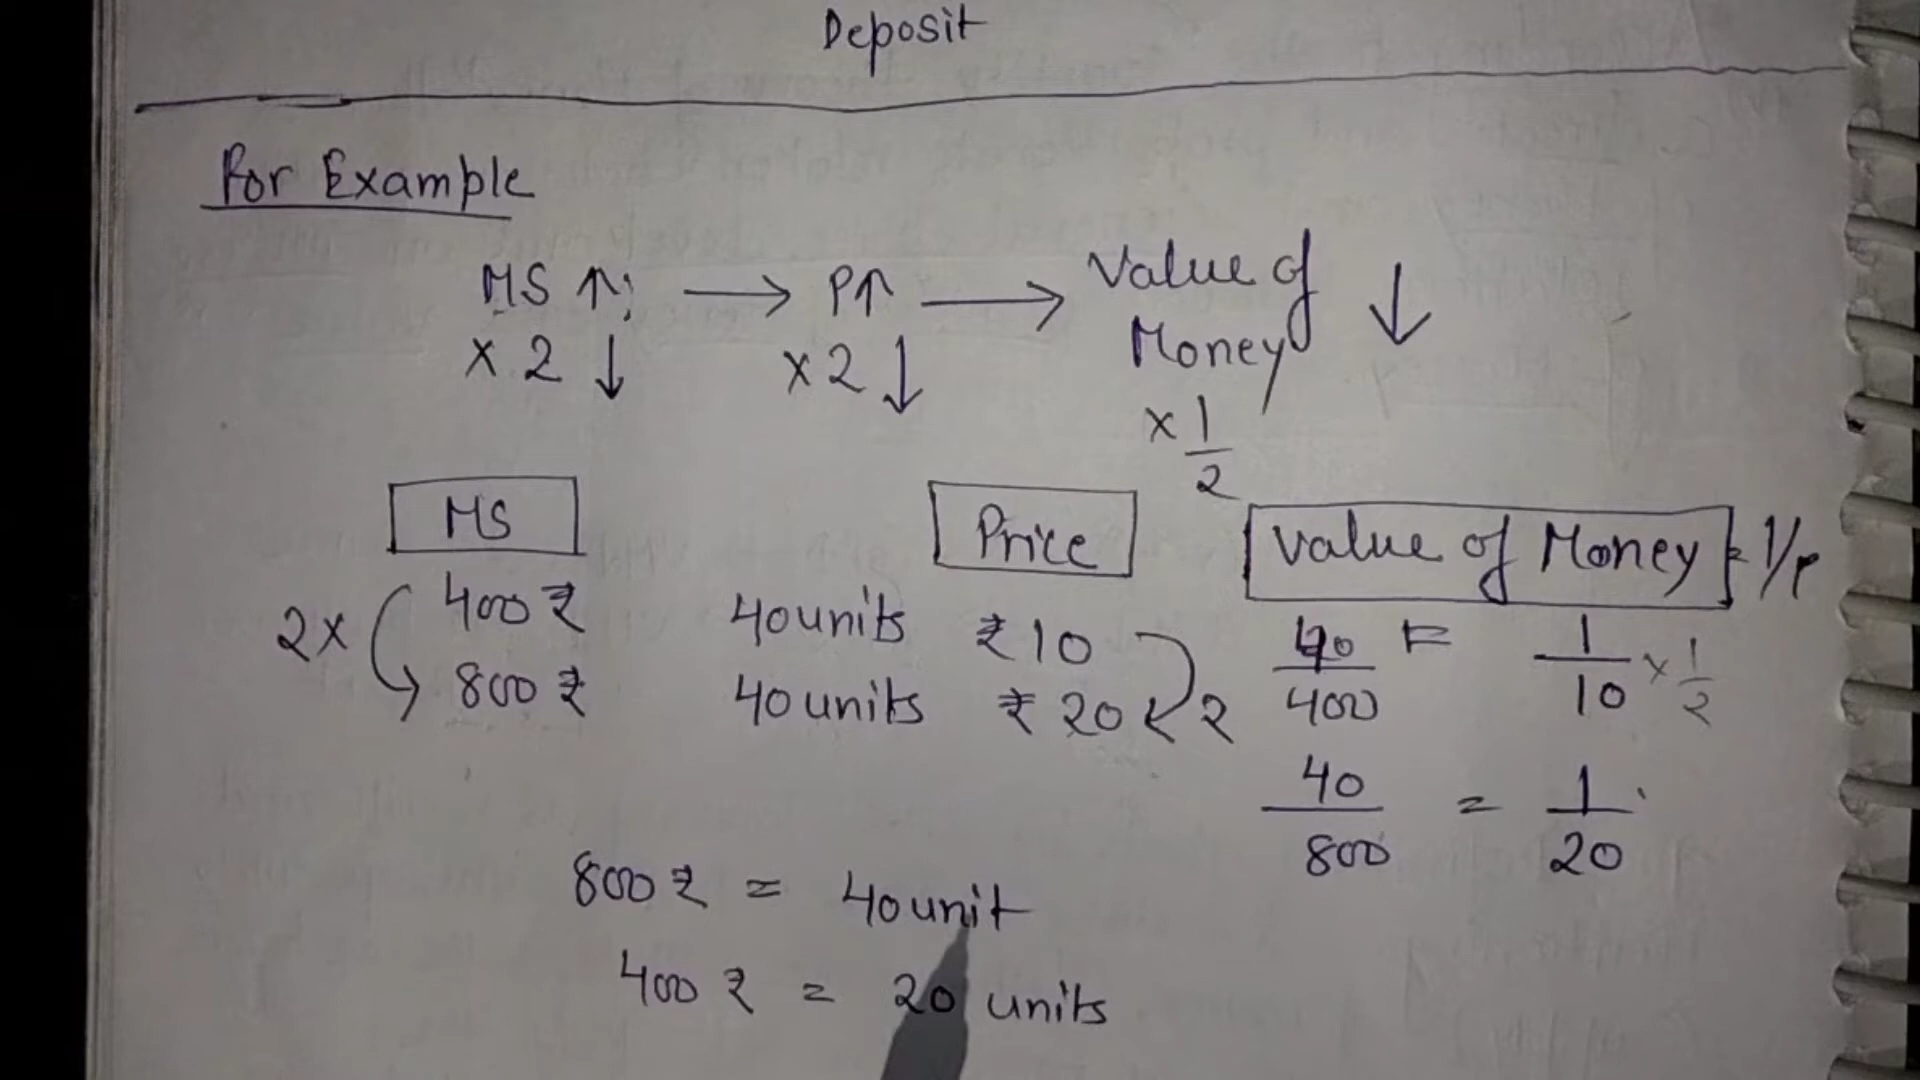 Deposit
For Example
MS ↑; → P↑ → Value of Money ↓
× 2 ↓ × 2 ↓ × 1/2
MS Price Value of Money = 1/P
2x 400 ₹ 40 units ₹ 10 40/400 = 1/10 × 1/2
800 ₹ 40 units ₹ 20 2
40/800 = 1/20
800 ₹ = 40 unit
400 ₹ = 20 units